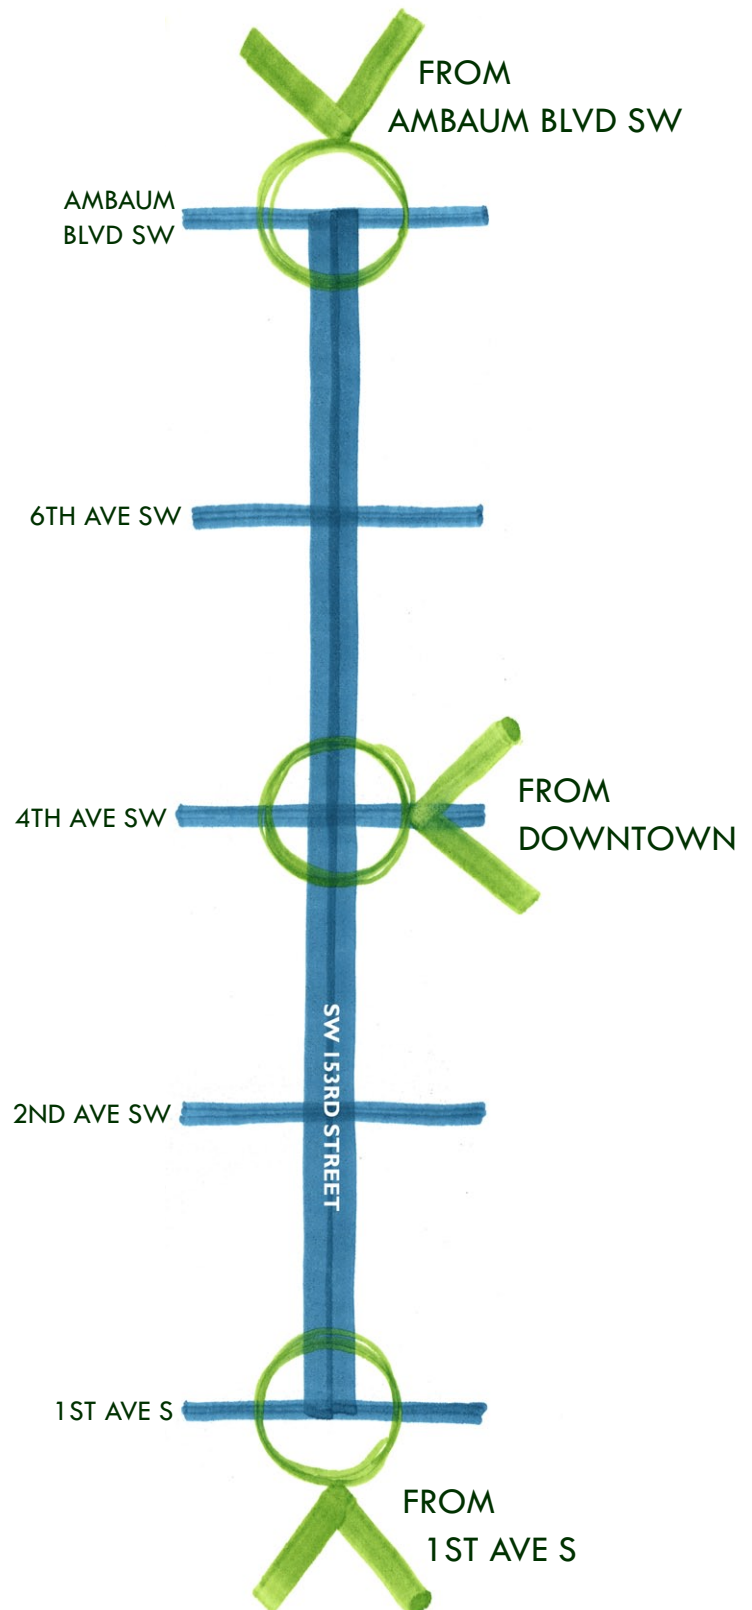 FROM
AMBAUM BLVD SW
AMBAUM
BLVD SW
6TH AVE SW
4TH AVE SW
FROM
DOWNTOWN
SW 153RD STREET
2ND AVE SW
1ST AVE S
FROM
1ST AVE S